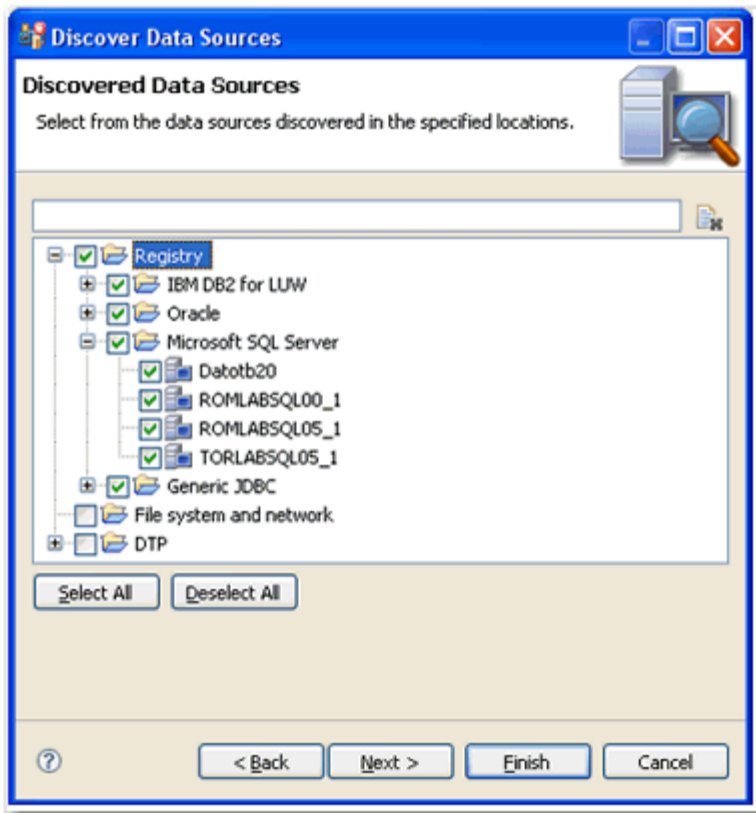 Discover Data Sources
Discovered Data Sources
Select from the data sources discovered in the specified locations.
Registry
IBM DB2 for LUW
Oracle
Microsoft SQL Server
Datotb20
ROMLABSQL00_1
ROMLABSQL05_1
TORLABSQL05_1
Generic JDBC
File system and network
DTP
Select All Deselect All
? < Back Next > Finish Cancel